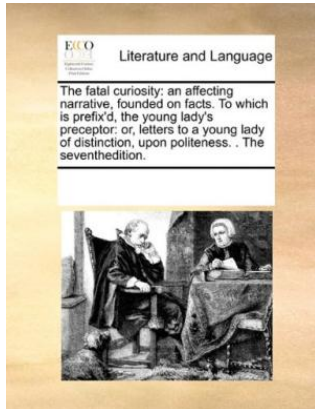 ECCO
Literature and Language
The fatal curiosity: an affecting
narrative, founded on facts. To which
is prefix'd, the young lady's
preceptor: or, letters to a young lady
of distinction, upon politeness. . The
seventhedition.